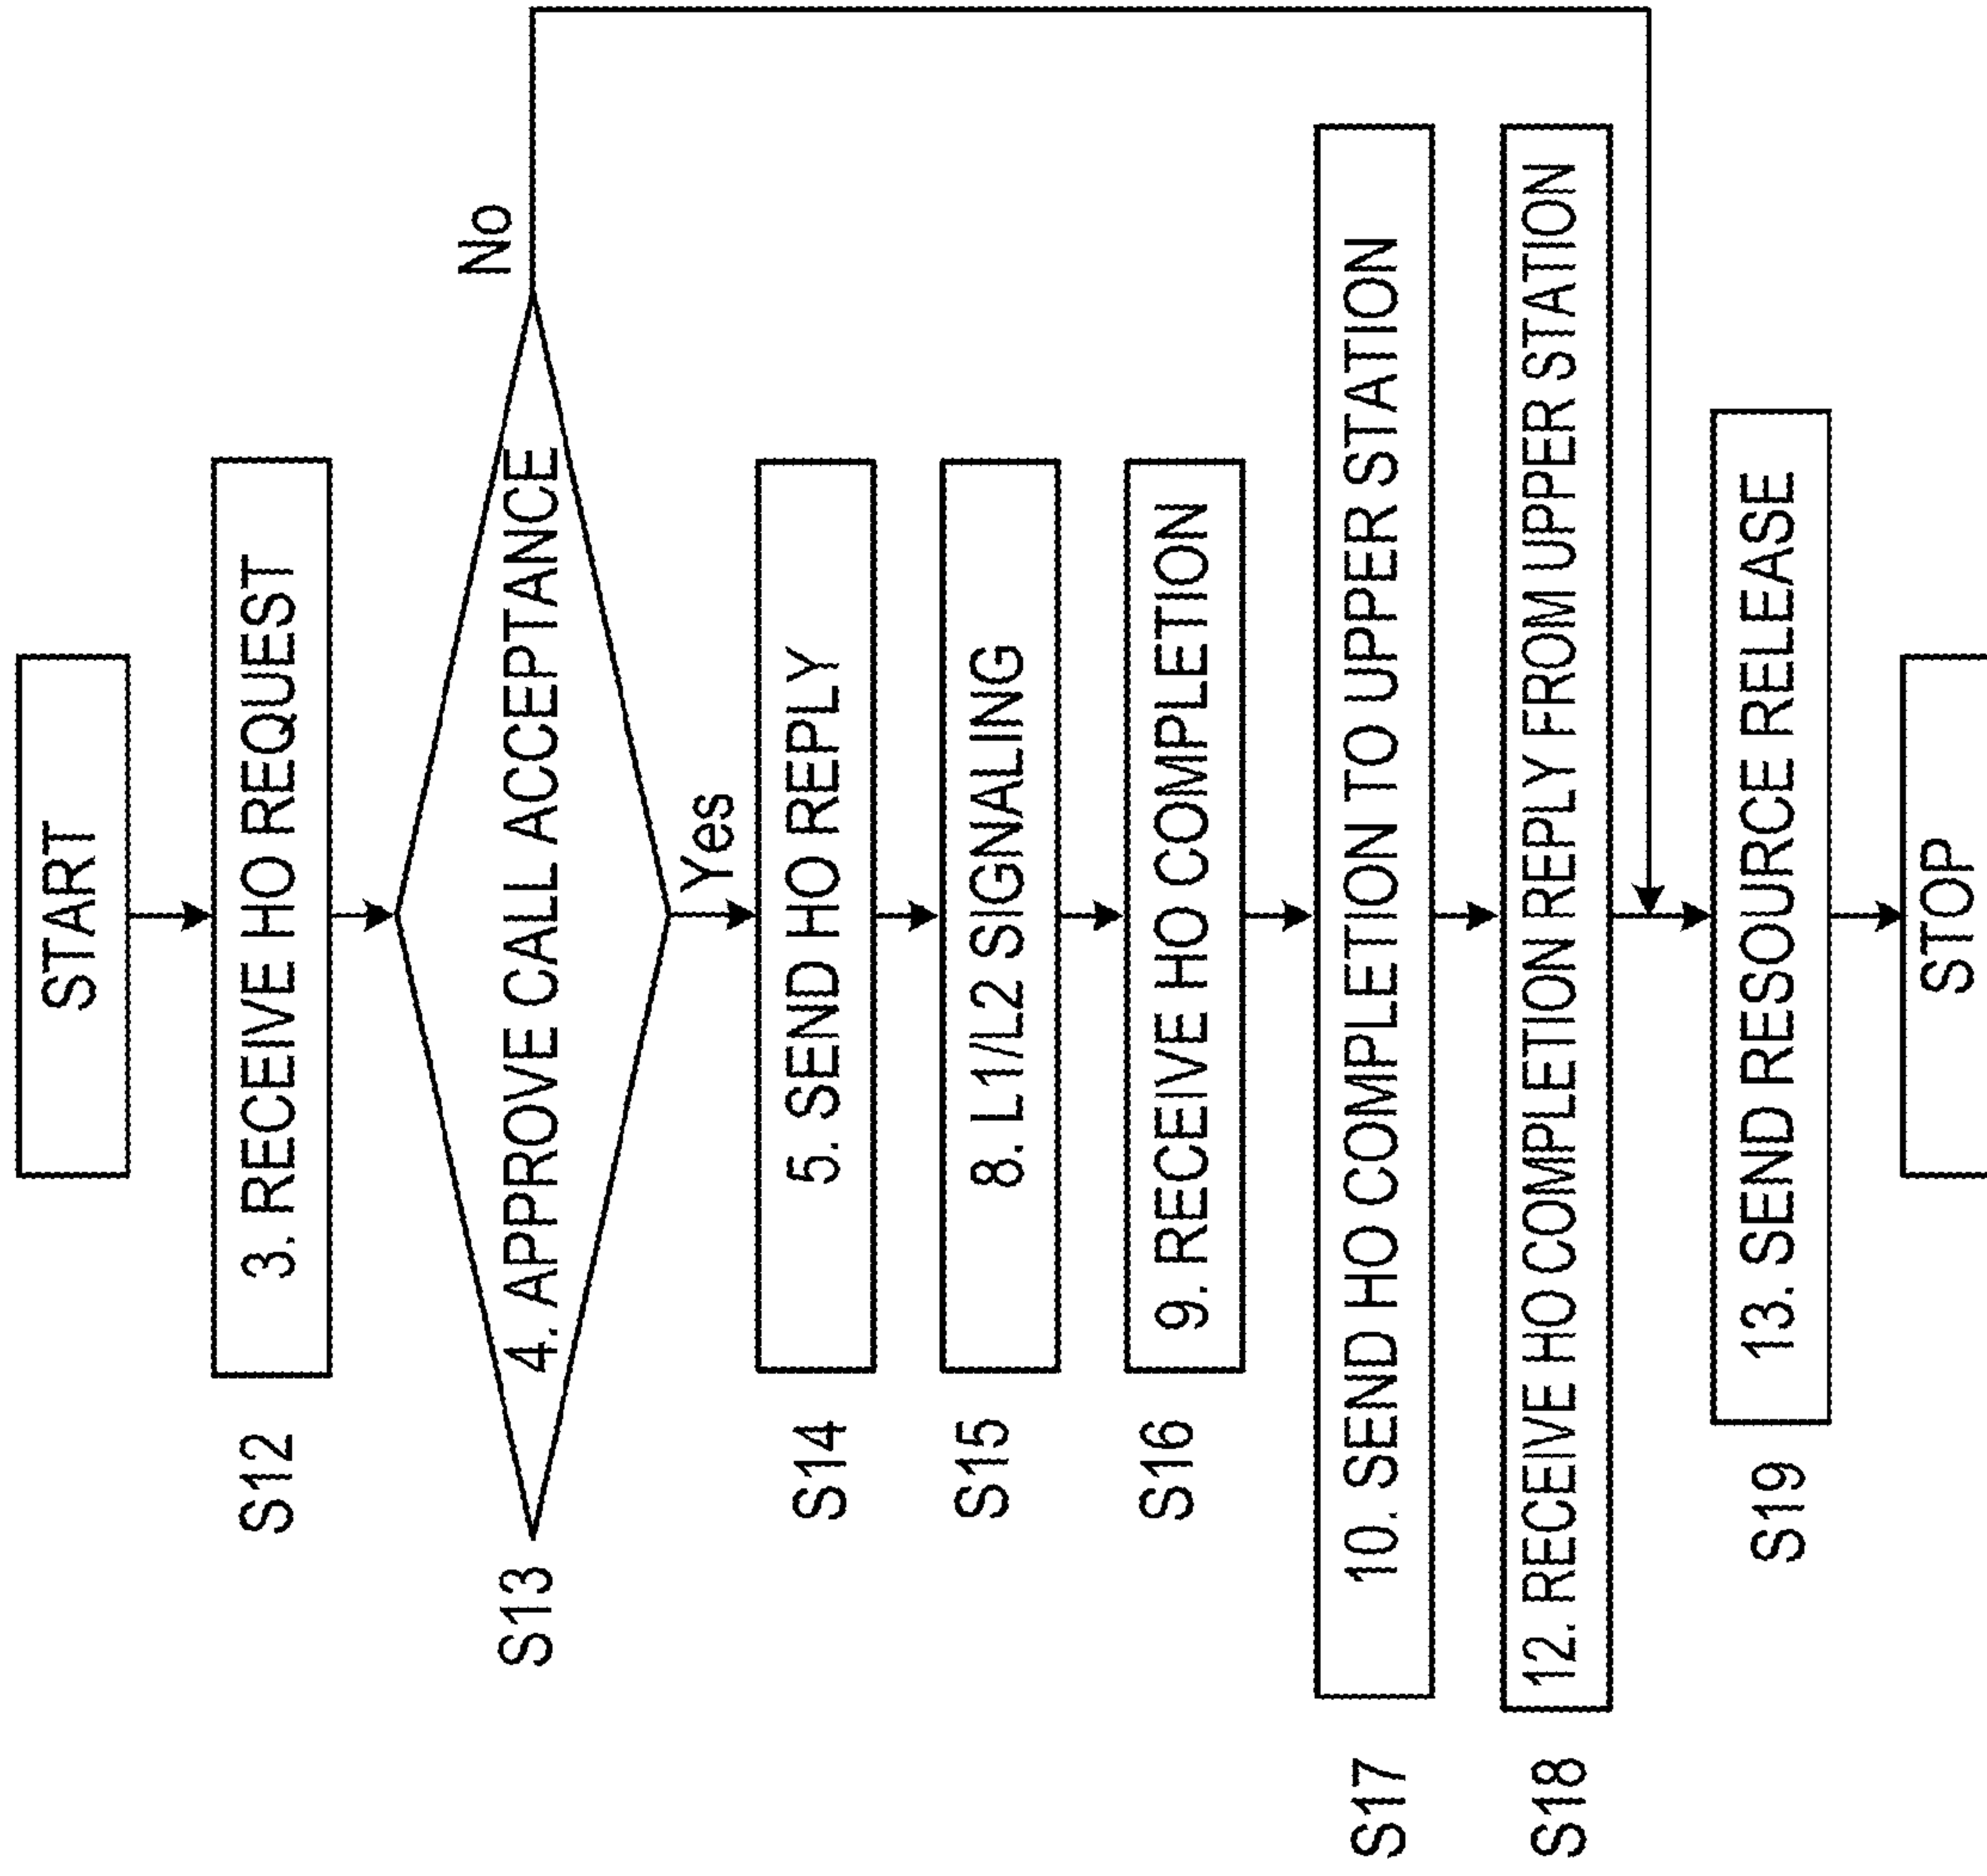 START
S12
3. RECEIVE HO REQUEST
S13
4. APPROVE CALL ACCEPTANCE
No
Yes
S14
5. SEND HO REPLY
S15
8. L1/L2 SIGNALING
S16
9. RECEIVE HO COMPLETION
S17
10. SEND HO COMPLETION TO UPPER STATION
S18
12. RECEIVE HO COMPLETION REPLY FROM UPPER STATION
S19
13. SEND RESOURCE RELEASE
STOP